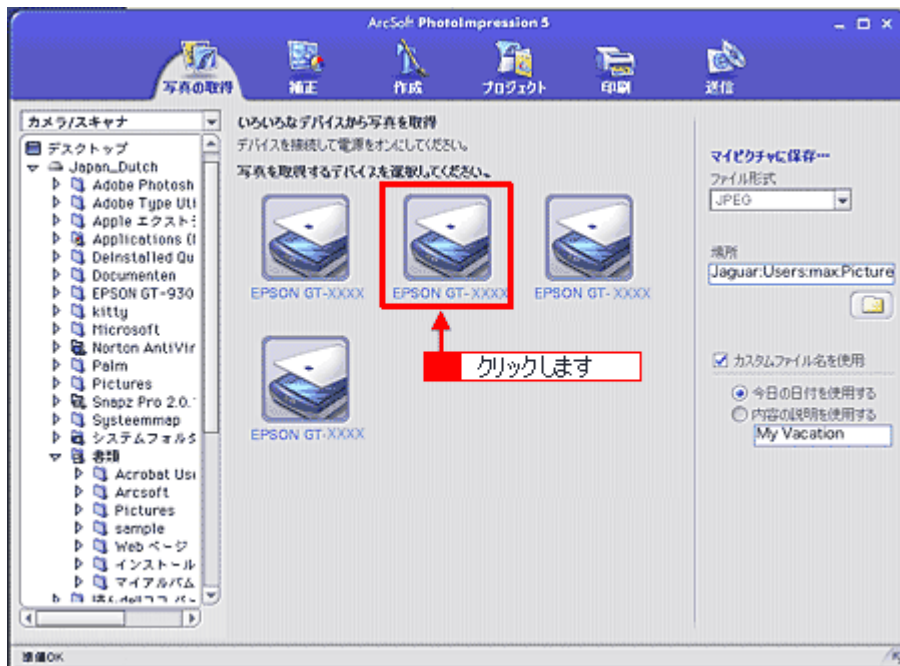 ArcSoft PhotoImpression 5
写真の取得
補正
作成
プロジェクト
印刷
送信
カメラ/スキャナ
デスクトップ
Japan_Dutch
Adobe Photosh
Adobe Type Uti
Apple エクストラ
Applications (
Deinstalled Qu
Documenten
EPSON GT-930
kitty
Microsoft
Norton AntiVir
Palm
Pictures
Snapz Pro 2.0.
Systeemmap
システムフォルダ
書類
Acrobat Use
Arcsoft
Pictures
sample
Web ページ
インストール
マイアルバム
いろいろなデバイスから写真を取得
デバイスを接続して電源をオンにしてください。
写真を取得するデバイスを選択してください。
EPSON GT-XXXX
EPSON GT-XXXX
EPSON GT-XXXX
クリックします
EPSON GT-XXXX
マイピクチャに保存...
ファイル形式
JPEG
場所
Jaguar:Users:max:Picture
カスタムファイル名を使用
今日の日付を使用する
内容の説明を使用する
My Vacation
準備OK